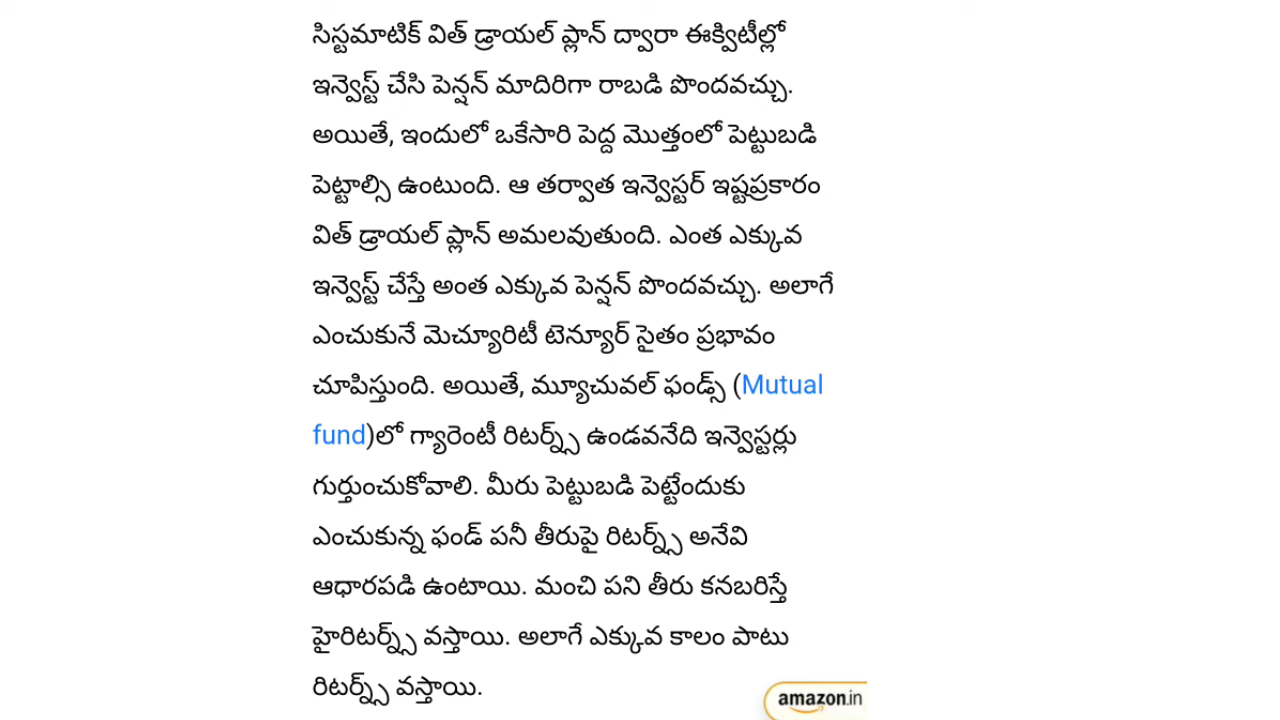 సిస్టమాటిక్ విత్ డ్రాయల్ ప్లాన్ ద్వారా ఈక్విటీల్లో
ఇన్వెస్ట్ చేసి పెన్షన్ మాదిరిగా రాబడి పొందవచ్చు.
అయితే, ఇందులో ఒకేసారి పెద్ద మొత్తంలో పెట్టుబడి
పెట్టాల్సి ఉంటుంది. ఆ తర్వాత ఇన్వెస్టర్ ఇష్టప్రకారం
విత్ డ్రాయల్ ప్లాన్ అమలవుతుంది. ఎంత ఎక్కువ
ఇన్వెస్ట్ చేస్తే అంత ఎక్కువ పెన్షన్ పొందవచ్చు. అలాగే
ఎంచుకునే మెచ్యూరిటీ టెన్యూర్ సైతం ప్రభావం
చూపిస్తుంది. అయితే, మ్యూచువల్ ఫండ్స్ (Mutual
fund)లో గ్యారెంటీ రిటర్న్స్ ఉండవనేది ఇన్వెస్టర్లు
గుర్తుంచుకోవాలి. మీరు పెట్టుబడి పెట్టేందుకు
ఎంచుకున్న ఫండ్ పనీ తీరుపై రిటర్న్స్ అనేవి
ఆధారపడి ఉంటాయి. మంచి పని తీరు కనబరిస్తే
హైరిటర్న్స్ వస్తాయి. అలాగే ఎక్కువ కాలం పాటు
రిటర్న్స్ వస్తాయి.
amazon.in